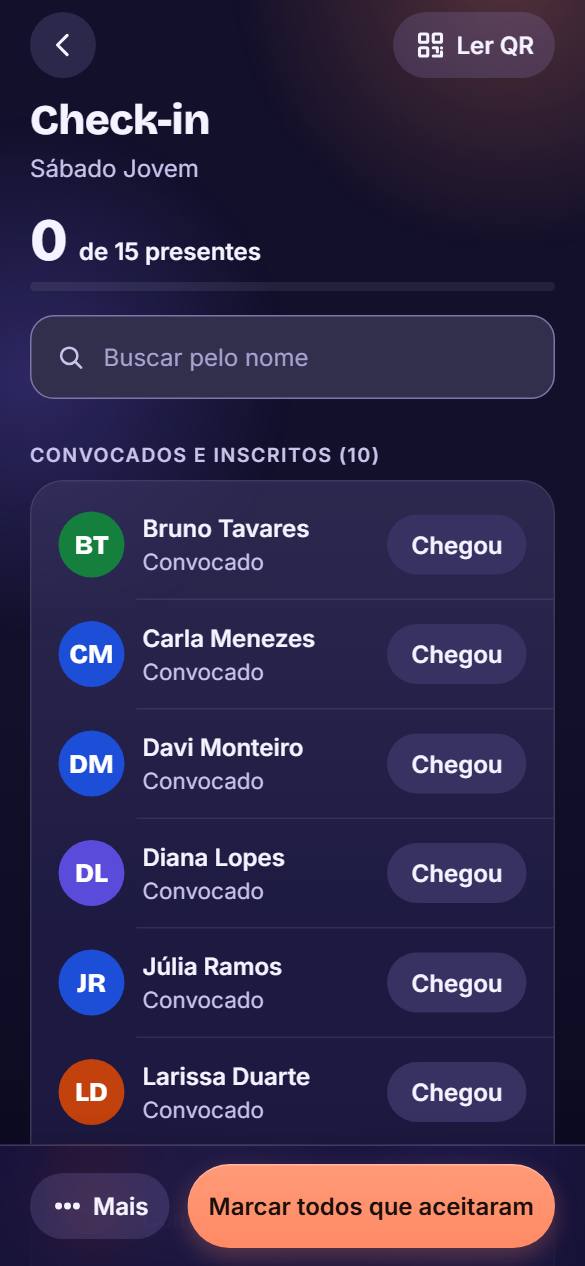 Ler QR
Check-in
Sábado Jovem
0 de 15 presentes
Buscar pelo nome
CONVOCADOS E INSCRITOS (10)
BT
Bruno Tavares
Convocado
Chegou
CM
Carla Menezes
Convocado
Chegou
DM
Davi Monteiro
Convocado
Chegou
DL
Diana Lopes
Convocado
Chegou
JR
Júlia Ramos
Convocado
Chegou
LD
Larissa Duarte
Convocado
Chegou
Mais
Marcar todos que aceitaram